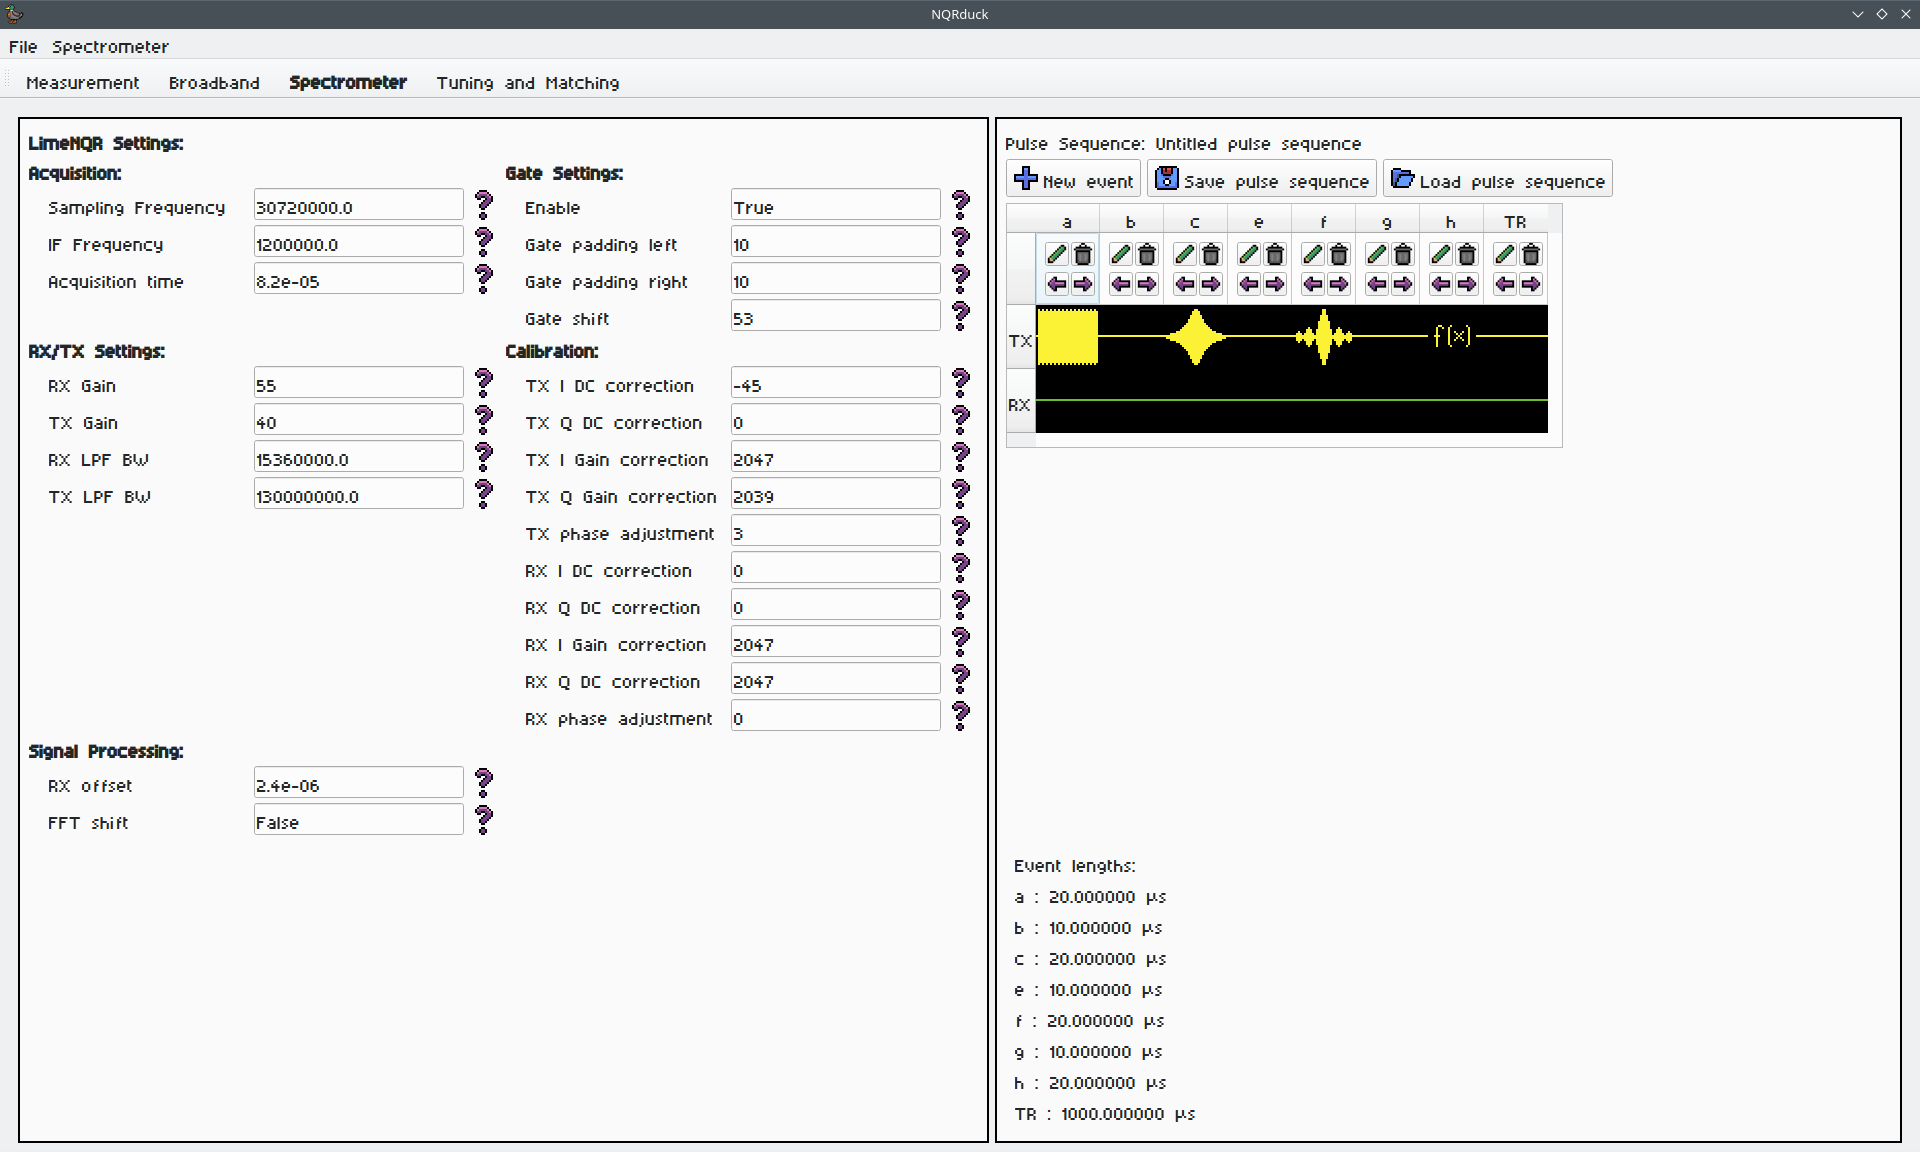 NQRduck
File Spectrometer
Measurement Broadband Spectrometer Tuning and Matching
LimeNQR Settings:
Acquisition:
Sampling Frequency 30720000.0
IF Frequency 1200000.0
Acquisition time 8.2e-05
Gate Settings:
Enable True
Gate padding left 10
Gate padding right 10
Gate shift 53
RX/TX Settings:
RX Gain 55
TX Gain 40
RX LPF BW 15360000.0
TX LPF BW 130000000.0
Calibration:
TX I DC correction -45
TX Q DC correction 0
TX I Gain correction 2047
TX Q Gain correction 2039
TX phase adjustment 3
RX I DC correction 0
RX Q DC correction 0
RX I Gain correction 2047
RX Q DC correction 2047
RX phase adjustment 0
Signal Processing:
RX offset 2.4e-06
FFT shift False
Pulse Sequence: Untitled pulse sequence
New event Save pulse sequence Load pulse sequence
a b c e f g h TR
TX f(x)
RX
Event lengths:
a : 20.000000 µs
b : 10.000000 µs
c : 20.000000 µs
e : 10.000000 µs
f : 20.000000 µs
g : 10.000000 µs
h : 20.000000 µs
TR : 1000.000000 µs